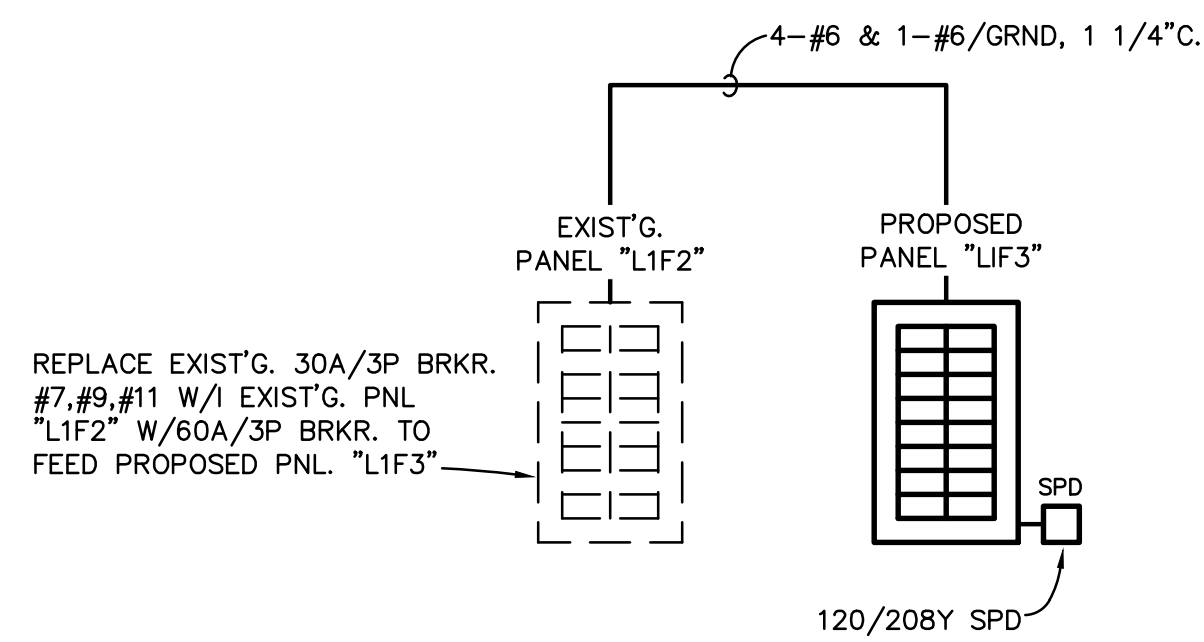 4-#6 & 1-#6/GRND, 1 1/4"C.
EXIST'G.
PANEL "L1F2"
PROPOSED
PANEL "LIF3"
REPLACE EXIST'G. 30A/3P BRKR.
#7,#9,#11 W/I EXIST'G. PNL
"L1F2" W/60A/3P BRKR. TO
FEED PROPOSED PNL. "L1F3"
SPD
120/208Y SPD